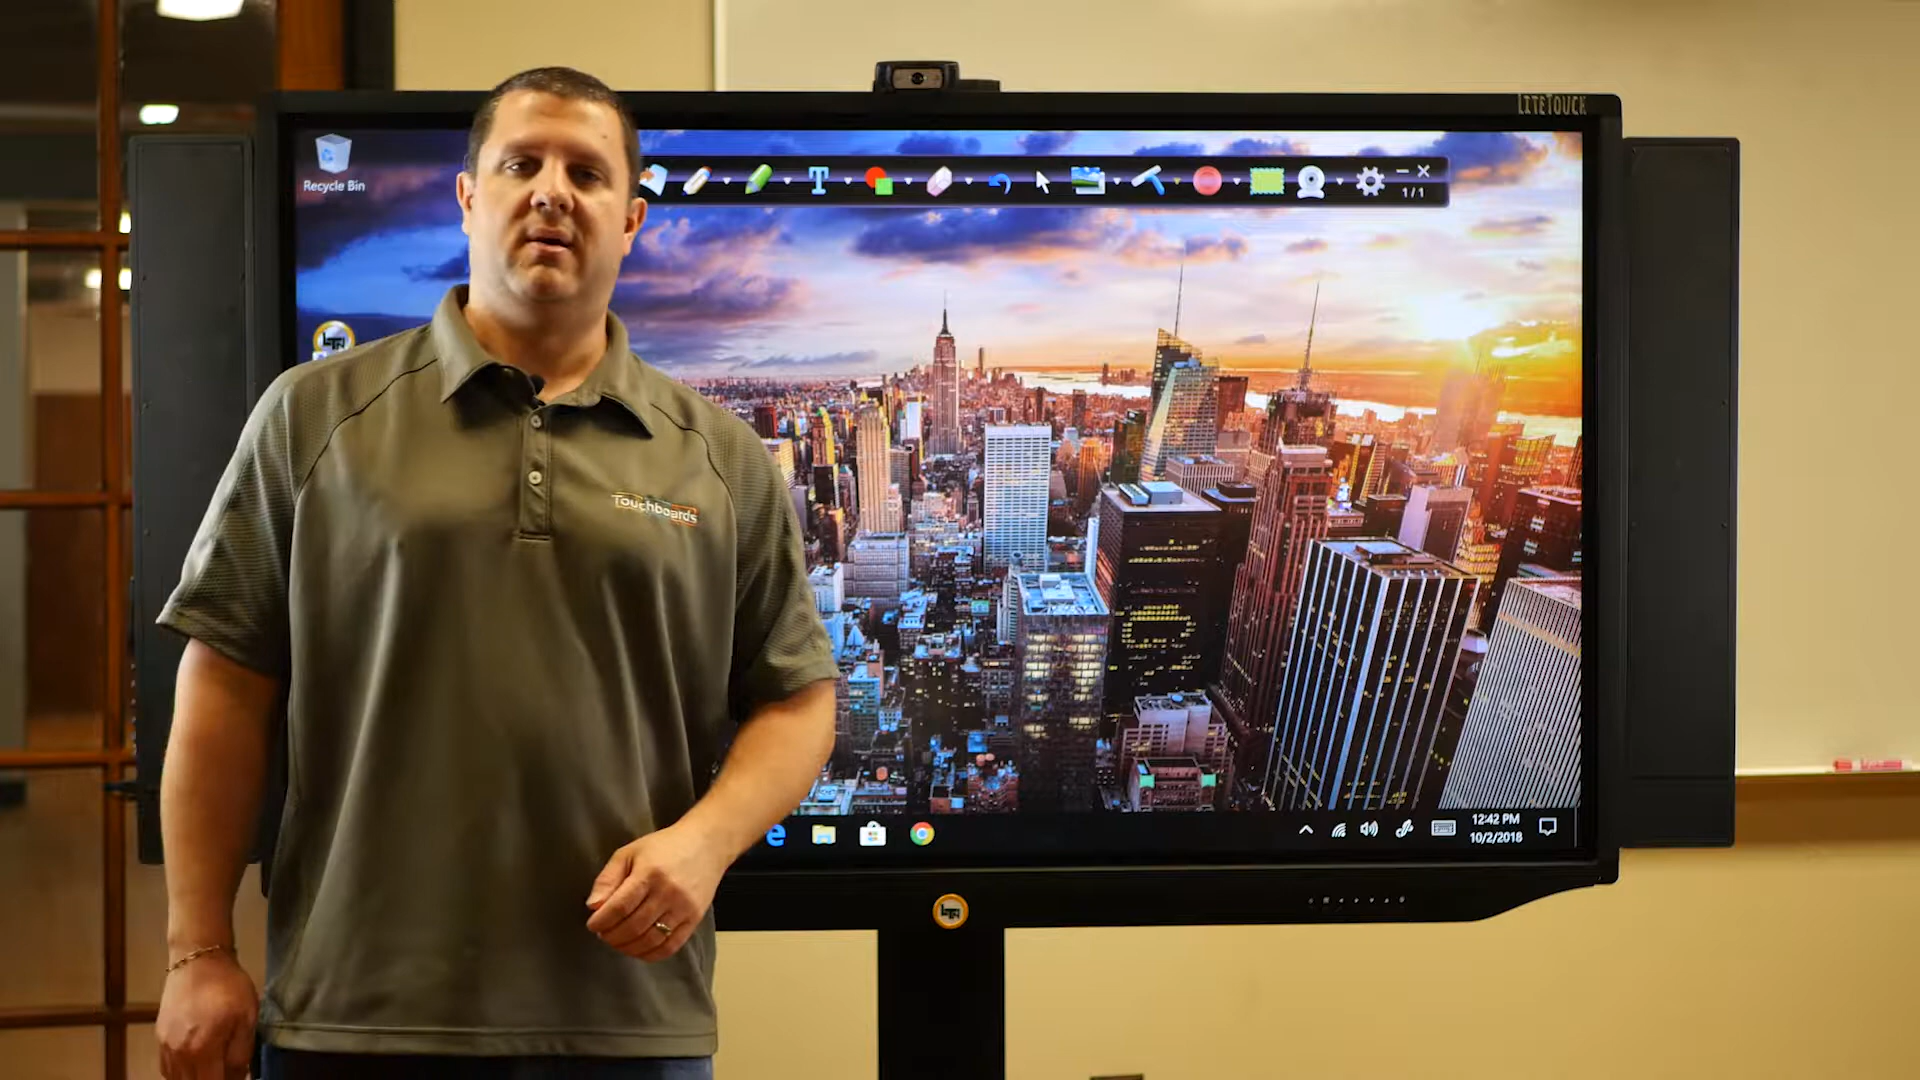 LITETOUCH
Recycle Bin
T
1/1
Touchboards
12:42 PM
10/2/2018